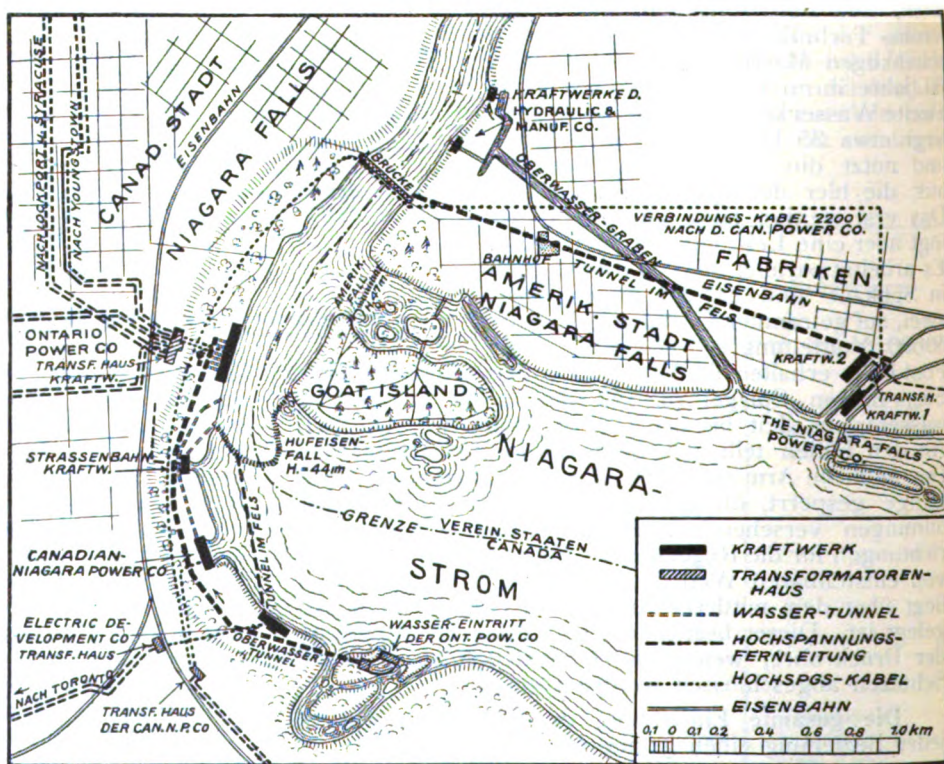 NACH LOCKPORT U. SYRACUSE
NACH YOUNGSTOWN
CANAD. STADT
NIAGARA FALLS
EISENBAHN
KRAFTWERKE D.
HYDRAULIC &
MANUF. CO.
BRÜCKE
OBERWASSER-GRABEN
VERBINDUNGS-KABEL 2200V
NACH D. CAN. POWER CO.
BAHNHOF
TUNNEL IM
FELS
FABRIKEN
EISENBAHN
AMERIK. STADT
NIAGARA FALLS
AMERIK.
FÄLLE
ONTARIO
POWER CO
TRANSF. HAUS
KRAFTW.
GOAT ISLAND
KRAFTW. 2
TRANSF. H.
KRAFTW. 1
THE NIAGARA-FALLS
POWER CO
STRASSENBAHN
KRAFTW.
HUFEISEN-
FALL
H.=44m
NIAGARA-
STROM
GRENZE
VEREIN. STAATEN
CANADA
CANADIAN-
NIAGARA POWER CO.
TUNNEL IM FELS
ELECTRIC DE-
VELOPMENT CO
TRANSF. HAUS
OBERWASSER
TUNNEL
WASSER-EINTRITT
DER ONT. POW. CO
NACH TORONTO
TRANSF. HAUS
DER CAN. N. P. CO
KRAFTWERK
TRANSFORMATOREN-
HAUS
WASSER-TUNNEL
HOCHSPANNUNGS-
FERNLEITUNG
HOCHSPGS-KABEL
EISENBAHN
0,1 0 0.1 0.2 0.4 0.6 0.8 1.0 km